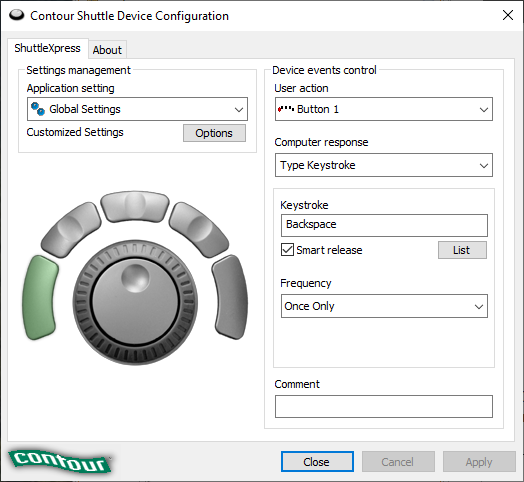 Contour Shuttle Device Configuration
ShuttleXpress
About
Settings management
Application setting
Global Settings
Customized Settings
Options
Device events control
User action
Button 1
Computer response
Type Keystroke
Keystroke
Backspace
Smart release
List
Frequency
Once Only
Comment
contour
Close
Cancel
Apply